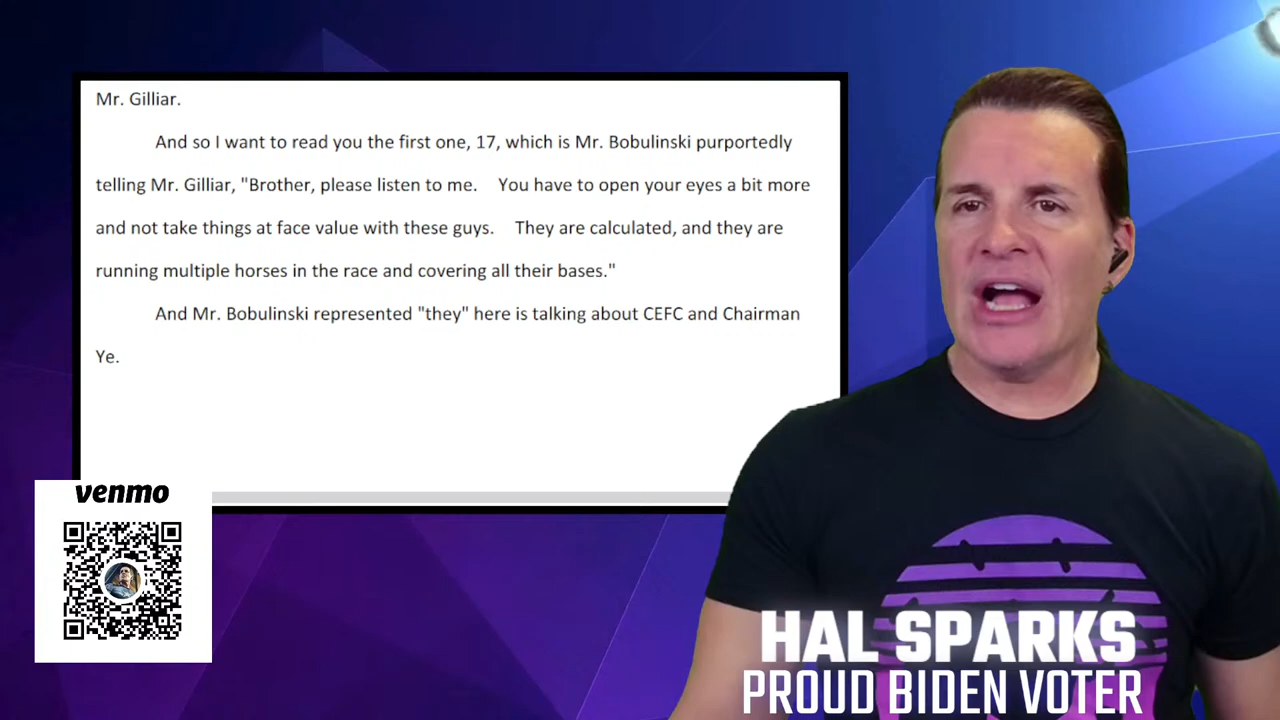 Mr. Gilliar.
And so I want to read you the first one, 17, which is Mr. Bobulinski purportedly
telling Mr. Gilliar, "Brother, please listen to me. You have to open your eyes a bit more
and not take things at face value with these guys. They are calculated, and they are
running multiple horses in the race and covering all their bases."
And Mr. Bobulinski represented "they" here is talking about CEFC and Chairman
Ye.
venmo
HAL SPARKS
PROUD BIDEN VOTER